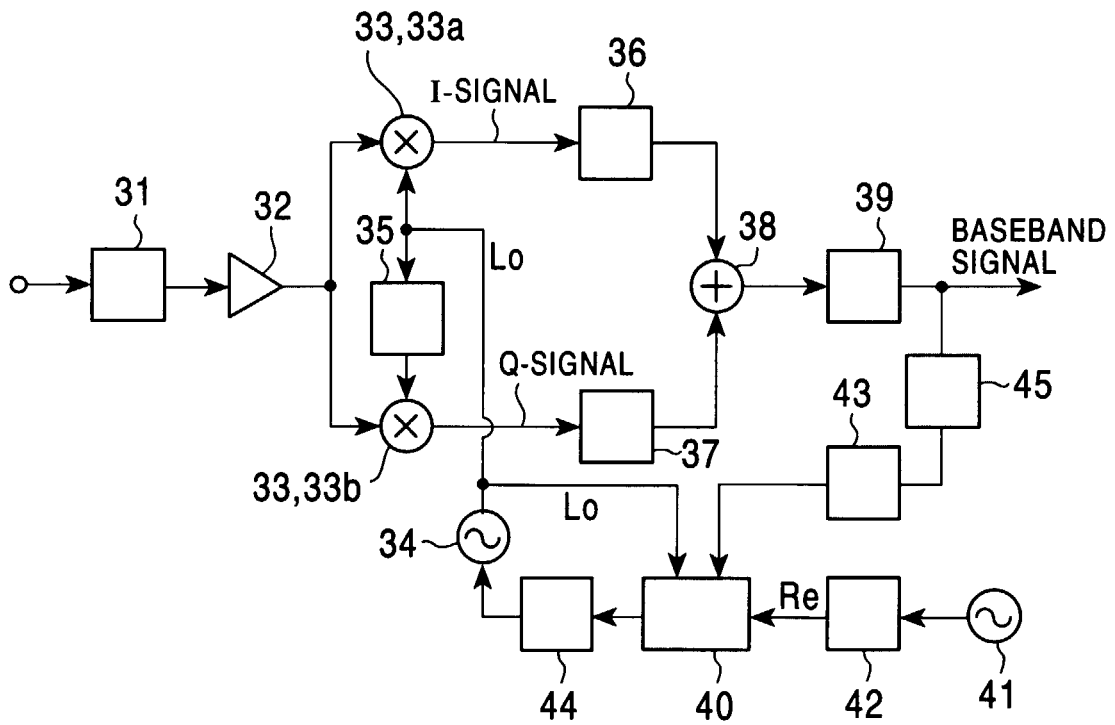 33,33a
36
I-SIGNAL
31
32
35
Lo
38
39
BASEBAND
SIGNAL
Q-SIGNAL
37
43
45
33,33b
Lo
34
Re
44
40
42
41